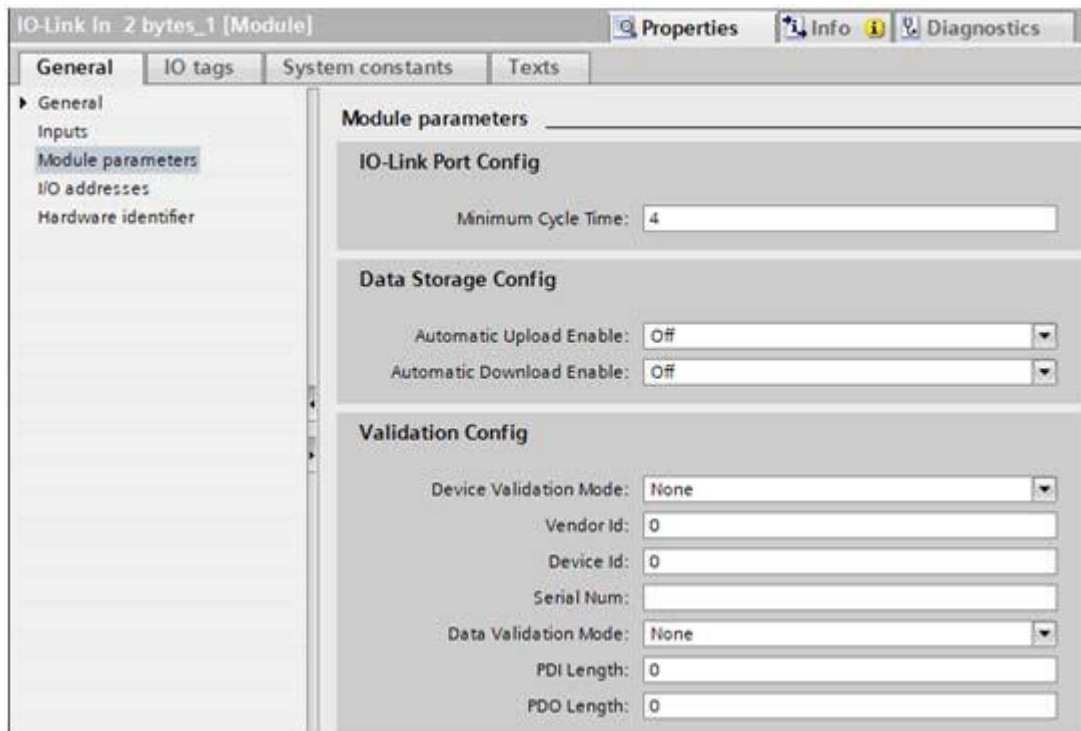 IO-Link In 2 bytes_1 [Module]
Properties
Info
Diagnostics
General
IO tags
System constants
Texts
General
Inputs
Module parameters
I/O addresses
Hardware identifier
Module parameters
IO-Link Port Config
Minimum Cycle Time: 4
Data Storage Config
Automatic Upload Enable: Off
Automatic Download Enable: Off
Validation Config
Device Validation Mode: None
Vendor Id: 0
Device Id: 0
Serial Num:
Data Validation Mode: None
PDI Length: 0
PDO Length: 0